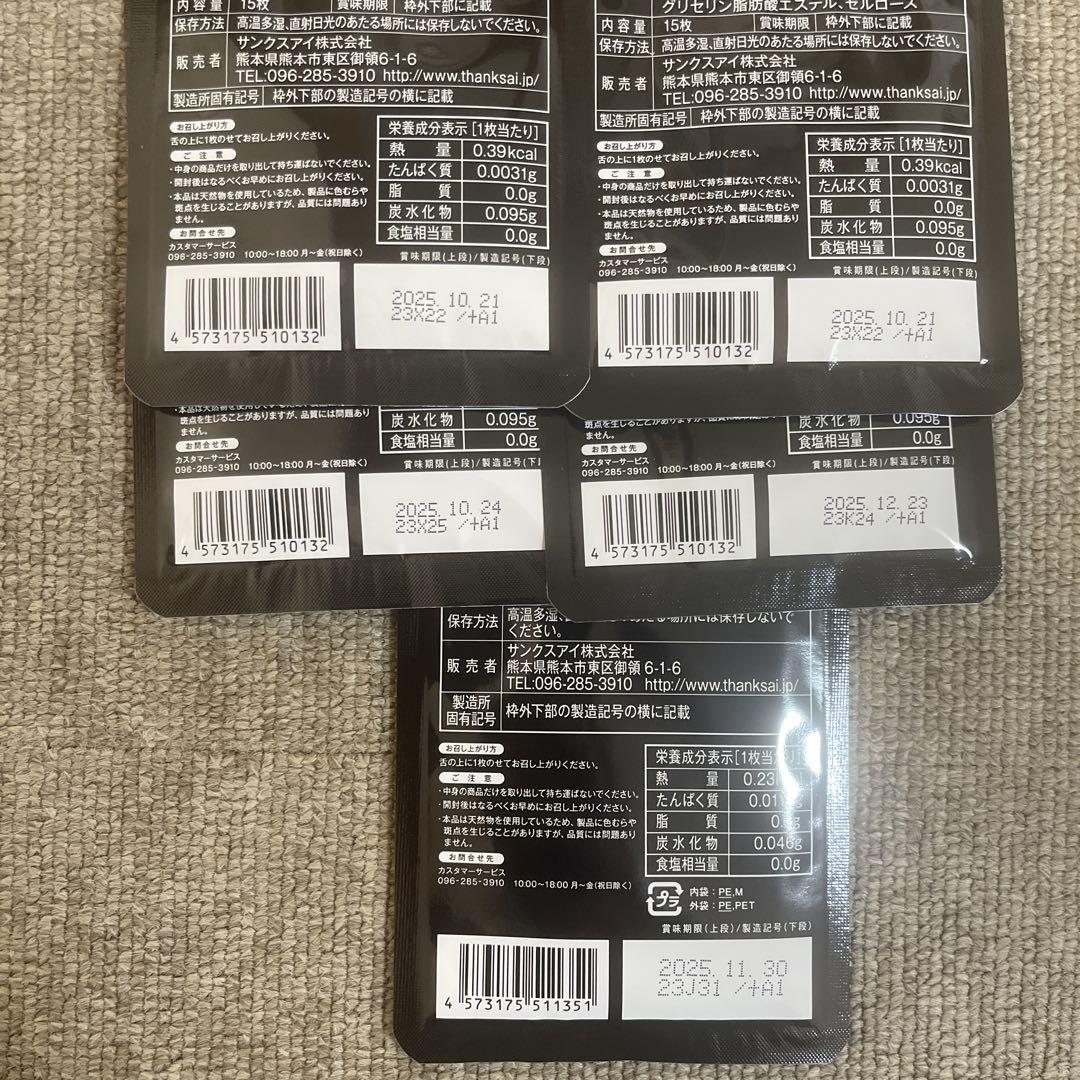 内容量 15枚 賞味期限 枠外下部に記載
保存方法 高温多湿、直射日光のあたる場所には保存しないでください。
販売者 サンクスアイ株式会社
熊本県熊本市東区御領6-1-6
TEL:096-285-3910 http://www.thanksai.jp/
製造所固有記号 枠外下部の製造記号の横に記載
お召し上がり方
舌の上に1枚のせてお召し上がりください。
ご注意
・中身の商品だけを取り出して持ち運ばないでください。
・開封後はなるべくお早めにお召し上がりください。
・本品は天然物を使用しているため、製品に色むらや
斑点を生じることがありますが、品質には問題あり
ません。
お問合せ先
カスタマーサービス
096-285-3910 10:00〜18:00 月〜金(祝日除く)
栄養成分表示 [1枚当たり]
熱量 0.39kcal
たんぱく質 0.0031g
脂質 0.0g
炭水化物 0.095g
食塩相当量 0.0g
賞味期限(上段)/製造記号(下段)
4 573175 510132
2025.10.21
23X22 /+A1
グリセリン脂肪酸エステル、セルロース
内容量 15枚 賞味期限 枠外下部に記載
保存方法 高温多湿、直射日光のあたる場所には保存しないでください。
販売者 サンクスアイ株式会社
熊本県熊本市東区御領6-1-6
TEL:096-285-3910 http://www.thanksai.jp/
製造所固有記号 枠外下部の製造記号の横に記載
お召し上がり方
舌の上に1枚のせてお召し上がりください。
ご注意
・中身の商品だけを取り出して持ち運ばないでください。
・開封後はなるべくお早めにお召し上がりください。
・本品は天然物を使用しているため、製品に色むらや
斑点を生じることがありますが、品質には問題あり
ません。
お問合せ先
カスタマーサービス
096-285-3910 10:00〜18:00 月〜金(祝日除く)
栄養成分表示 [1枚当たり]
熱量 0.39kcal
たんぱく質 0.0031g
脂質 0.0g
炭水化物 0.095g
食塩相当量 0.0g
賞味期限(上段)/製造記号(下段)
4 573175 510132
2025.10.21
23X22 /+A1
斑点を生じることがありますが、品質には問題あり
ません。
お問合せ先
カスタマーサービス
096-285-3910 10:00〜18:00 月〜金(祝日除く)
炭水化物 0.095g
食塩相当量 0.0g
賞味期限(上段)/製造記号(下
4 573175 510132
2025.10.24
23X25 /+A1
ません。
お問合せ先
カスタマーサービス
096-285-3910 10:00〜18:00 月〜金(祝日除く)
炭水化物 0.095g
食塩相当量 0.0g
賞味期限(上段)/製造記号(下段)
4 573175 510132
2025.12.23
23K24 /+A1
保存方法 高温多湿、 場所には保存しないで
ください。
販売者 サンクスアイ株式会社
熊本県熊本市東区御領 6-1-6
TEL:096-285-3910 http://www.thanksai.jp/
製造所
固有記号 枠外下部の製造記号の横に記載
お召し上がり方
舌の上に1枚のせてお召し上がりください。
ご注意
・中身の商品だけを取り出して持ち運ばないでください。
・開封後はなるべくお早めにお召し上がりください。
・本品は天然物を使用しているため、製品に色むらや
斑点を生じることがありますが、品質には問題あり
ません。
お問合せ先
カスタマーサービス
096-285-3910 10:00〜18:00 月〜金(祝日除く)
栄養成分表示[1枚当たり]
熱量
たんぱく質
脂質
炭水化物 0.046g
食塩相当量 0.0g
プラ
内袋：PE,M
外袋：PE,PET
賞味期限(上段)/製造記号(下段)
4 573175 511351
2025.11.30
23J31 /+A1